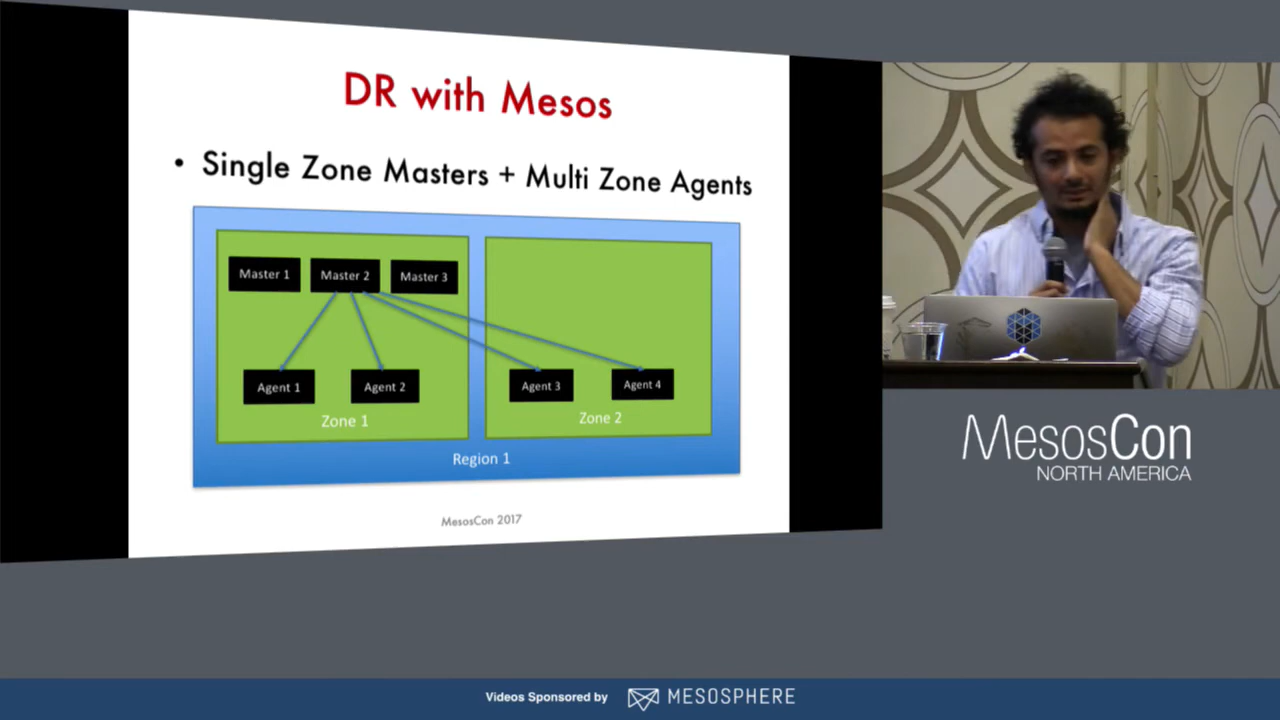 DR with Mesos
• Single Zone Masters + Multi Zone Agents
Master 1
Master 2
Master 3
Agent 1
Agent 2
Agent 3
Agent 4
Zone 1
Zone 2
Region 1
MesosCon 2017
MesosCon
NORTH AMERICA
Videos Sponsored by MESOSPHERE